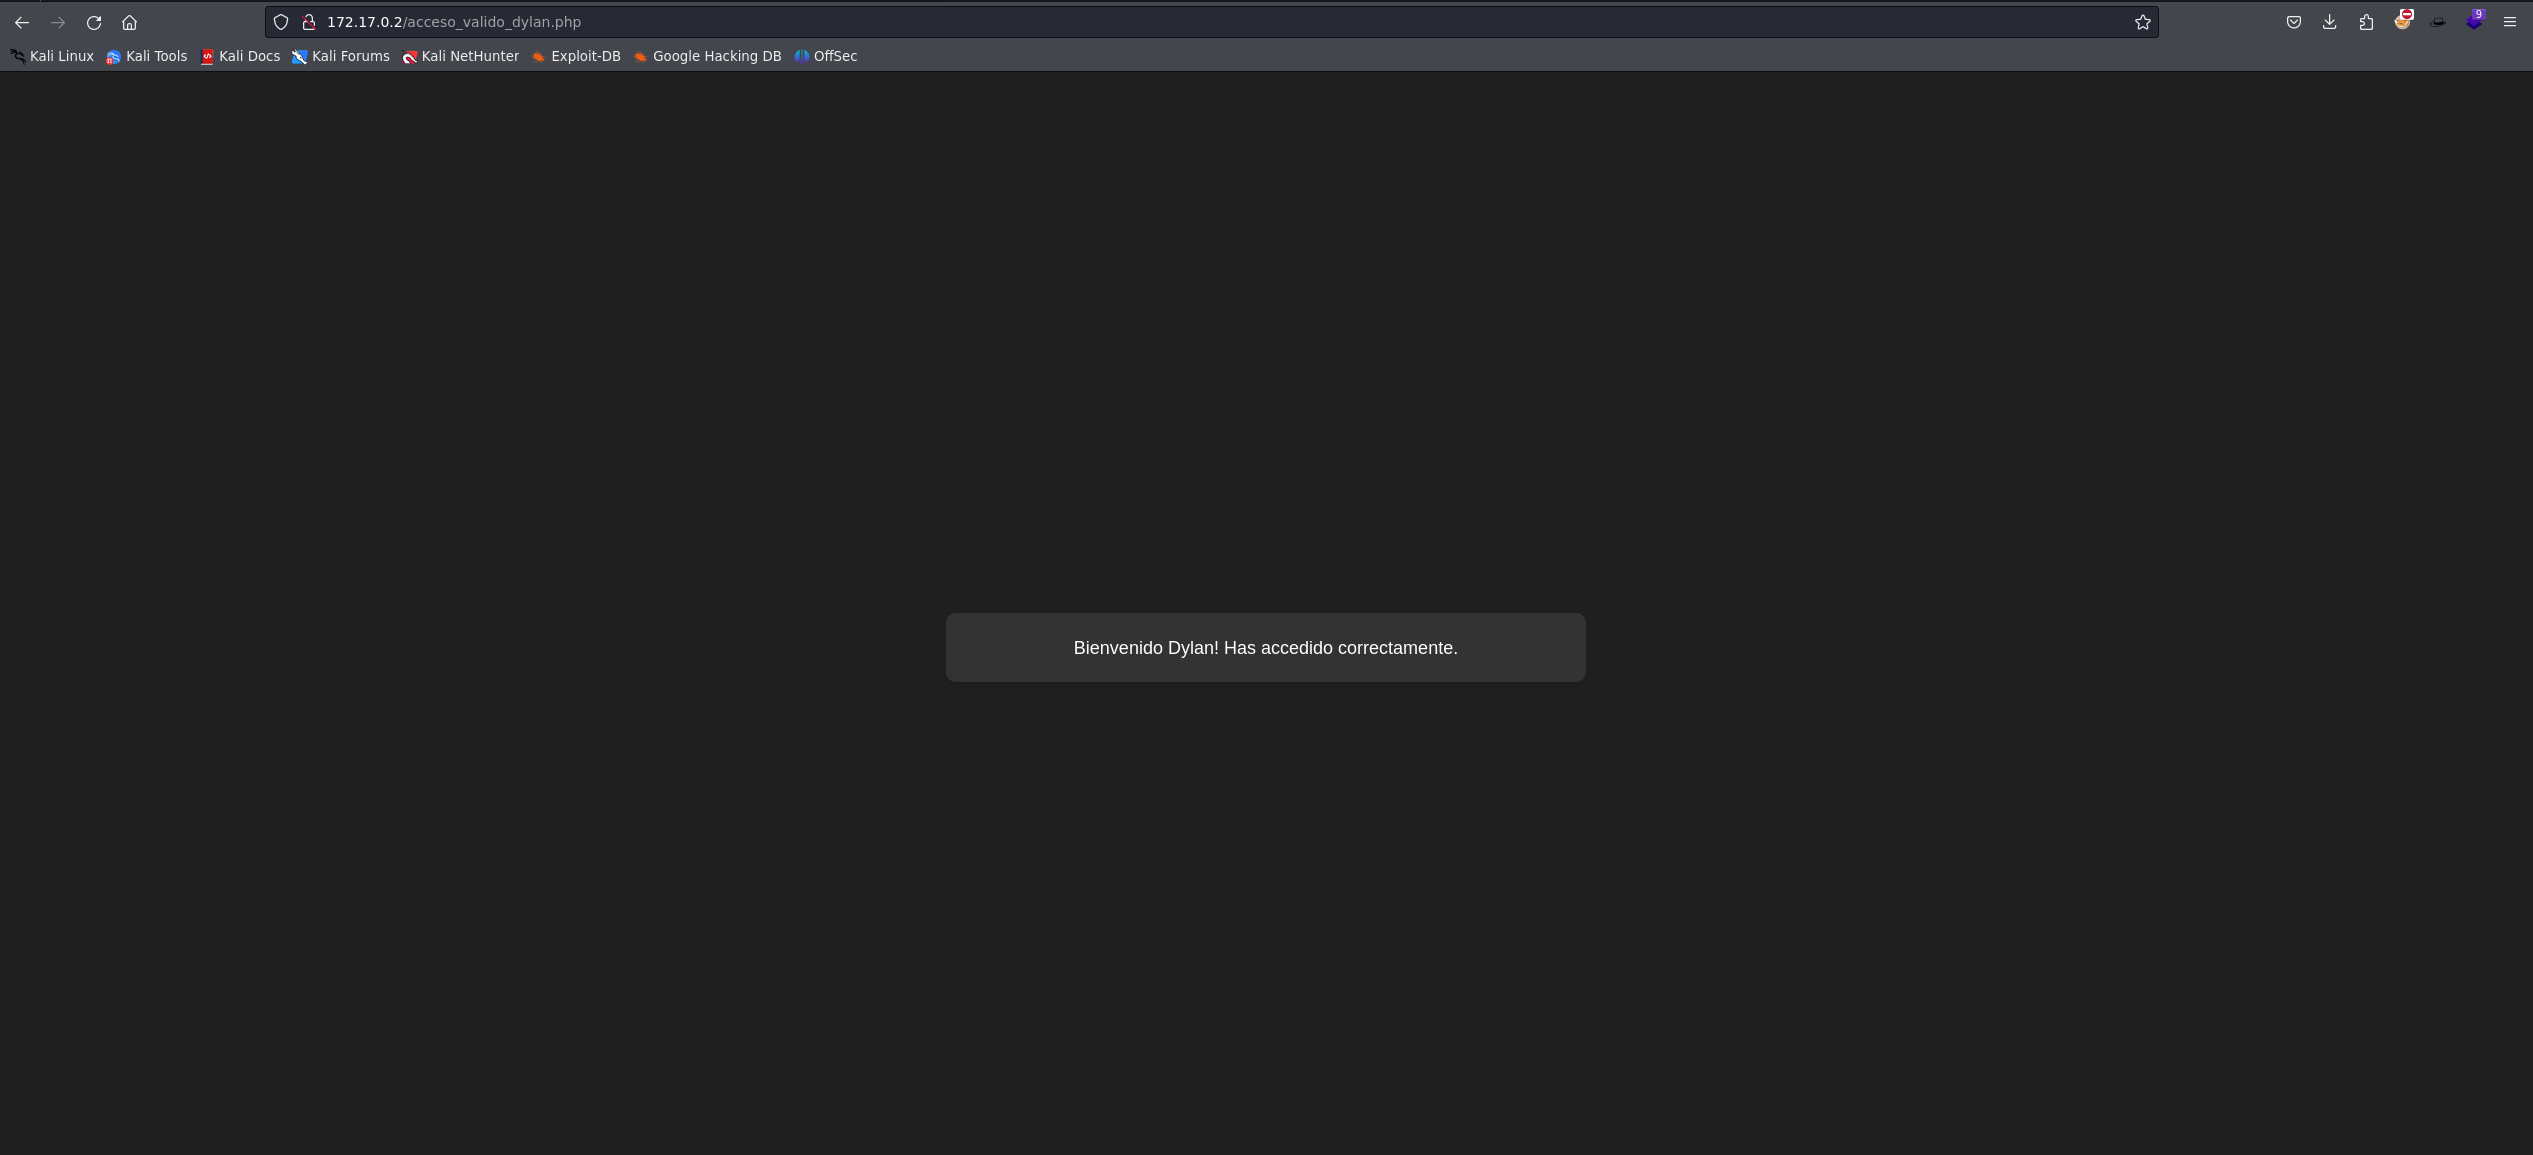 172.17.0.2/acceso_valido_dylan.php
9
Kali Linux Kali Tools Kali Docs Kali Forums Kali NetHunter Exploit-DB Google Hacking DB OffSec
Bienvenido Dylan! Has accedido correctamente.